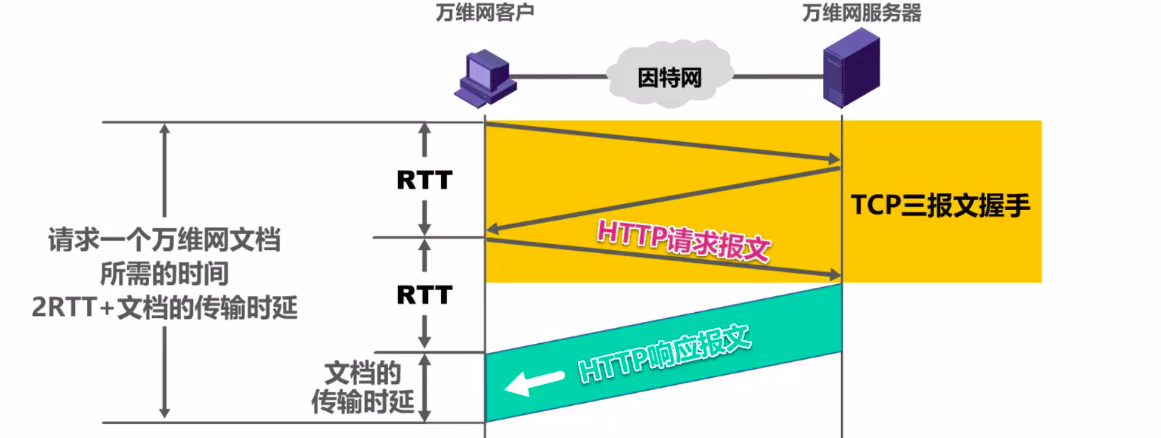 万维网客户
万维网服务器
因特网
RTT
TCP三报文握手
HTTP请求报文
请求一个万维网文档
所需的时间
2RTT+文档的传输时延
RTT
HTTP响应报文
文档的
传输时延